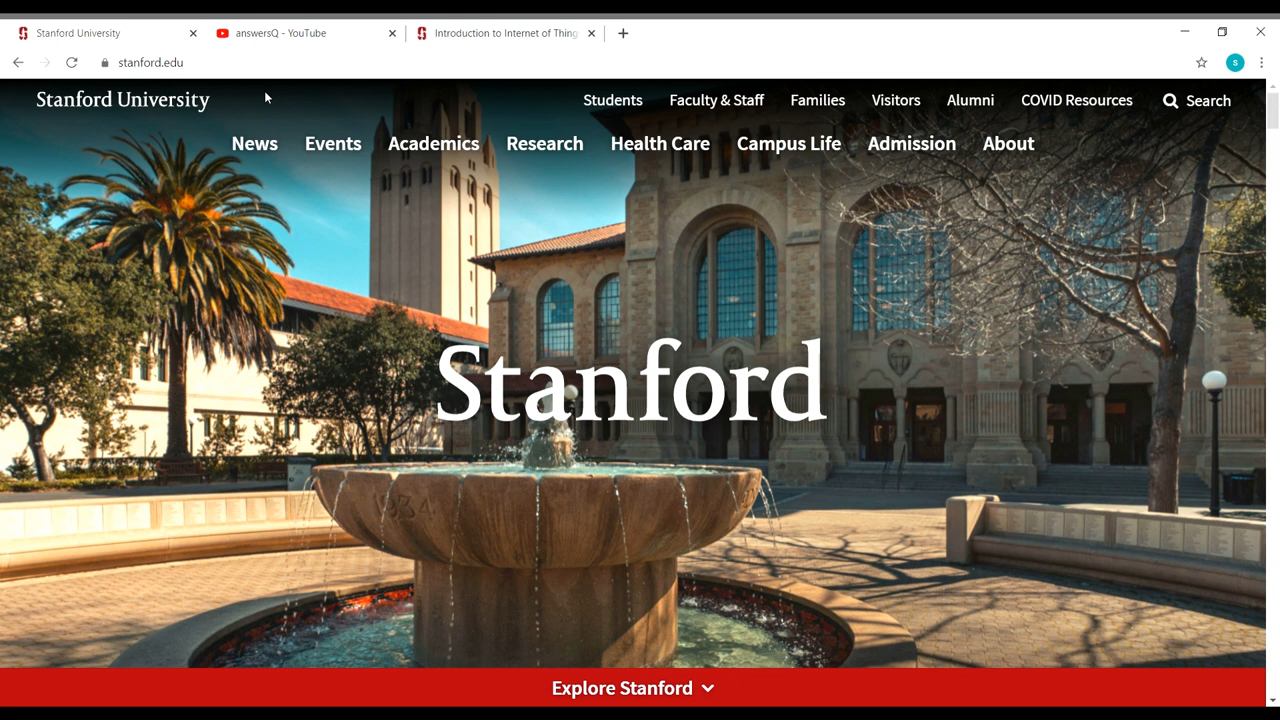 Stanford University
answersQ - YouTube
Introduction to Internet of Thing
stanford.edu
s
Stanford University
Students Faculty & Staff Families Visitors Alumni COVID Resources Search
News Events Academics Research Health Care Campus Life Admission About
Stanford
1934
Explore Stanford